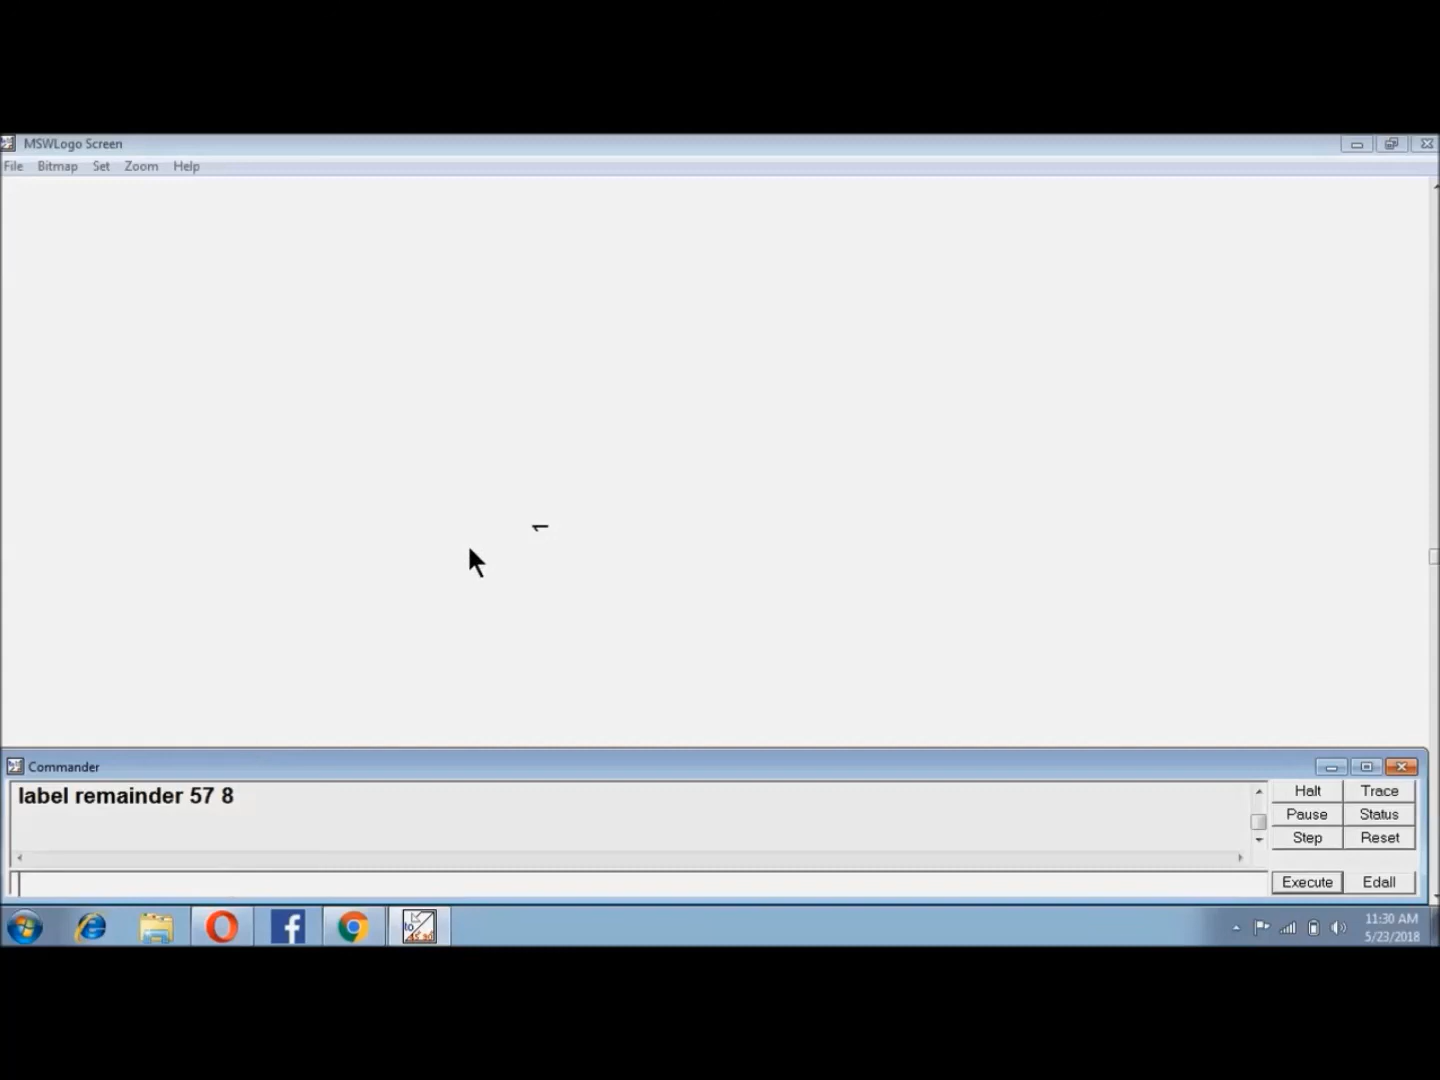 MSWLogo Screen
File Bitmap Set Zoom Help
1
Commander
label remainder 57 8
Halt Trace
Pause Status
Step Reset
Execute Edall
11:30 AM
5/23/2018